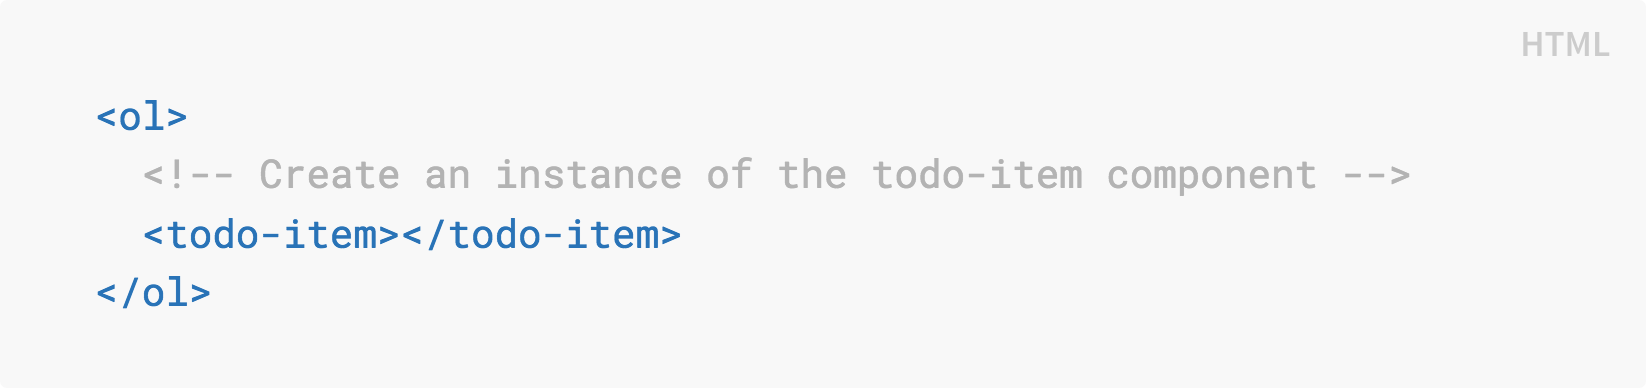 HTML
<ol>
<!-- Create an instance of the todo-item component -->
<todo-item></todo-item>
</ol>